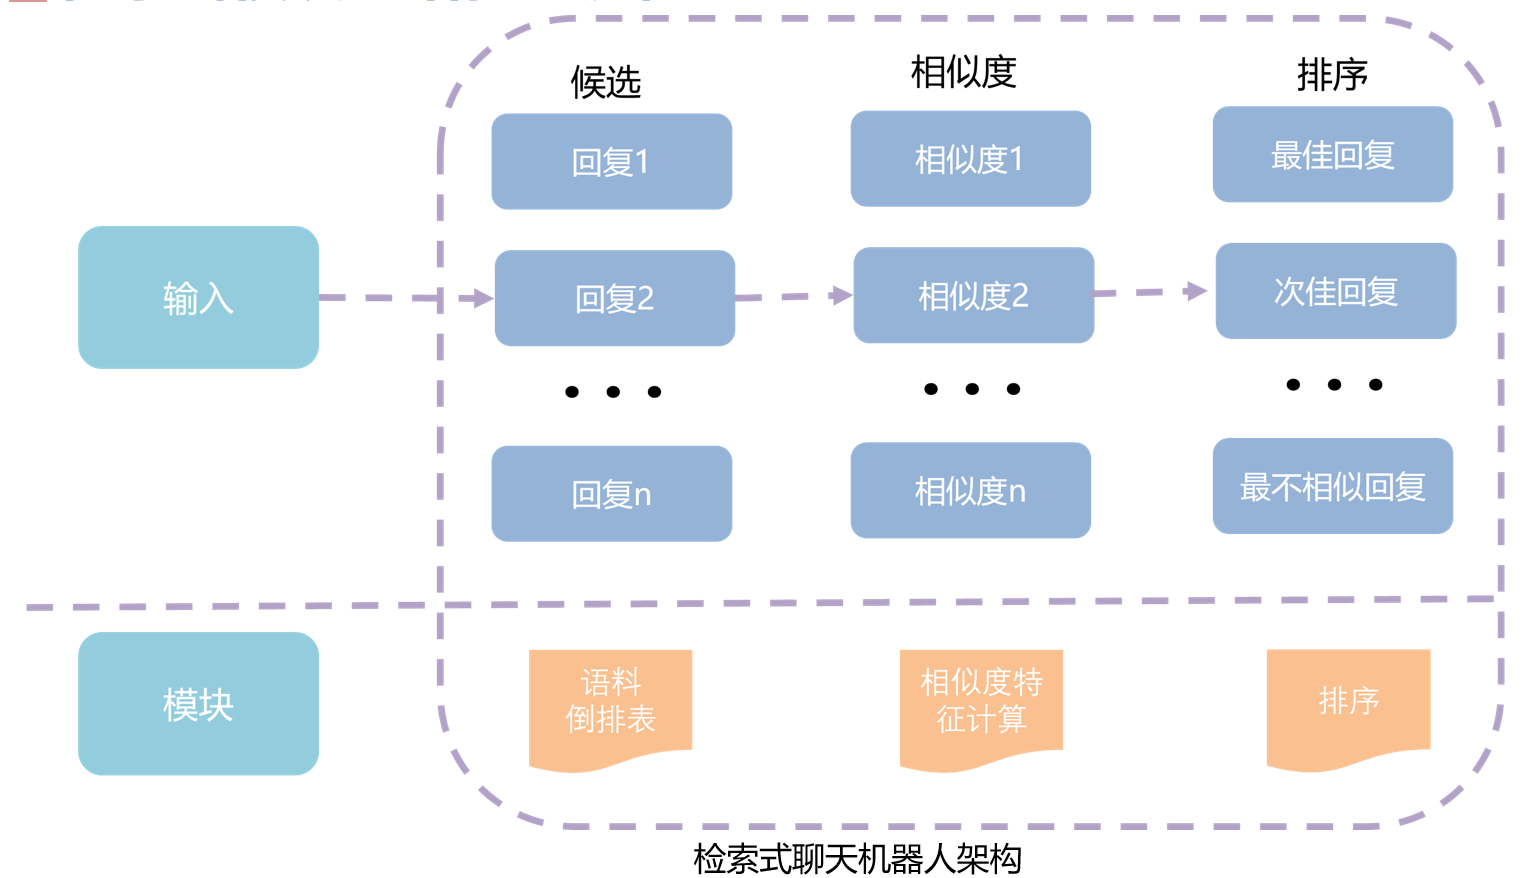 候选
相似度
排序
回复1
相似度1
最佳回复
输入
回复2
相似度2
次佳回复
回复n
相似度n
最不相似回复
模块
语料
倒排表
相似度特
征计算
排序
检索式聊天机器人架构